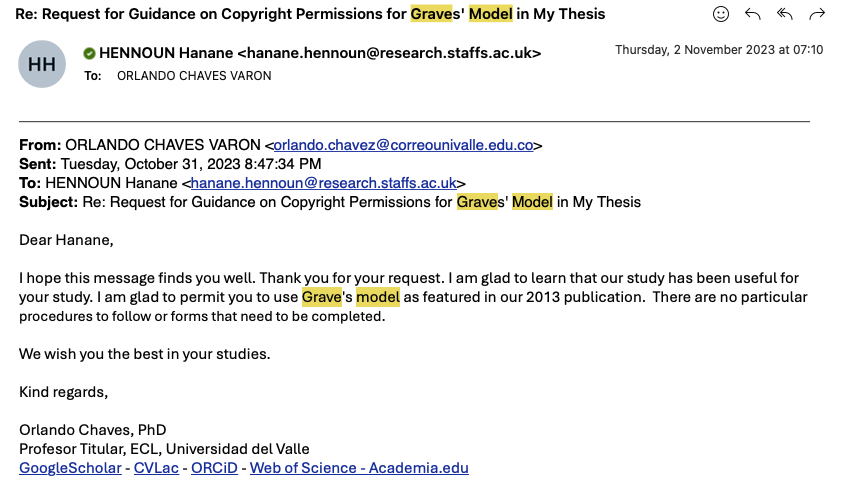 Re: Request for Guidance on Copyright Permissions for Graves' Model in My Thesis
HH
HENNOUN Hanane <hanane.hennoun@research.staffs.ac.uk>
Thursday, 2 November 2023 at 07:10
To: ORLANDO CHAVES VARON
From: ORLANDO CHAVES VARON <orlando.chavez@correounivalle.edu.co>
Sent: Tuesday, October 31, 2023 8:47:34 PM
To: HENNOUN Hanane <hanane.hennoun@research.staffs.ac.uk>
Subject: Re: Request for Guidance on Copyright Permissions for Graves' Model in My Thesis
Dear Hanane,
I hope this message finds you well. Thank you for your request. I am glad to learn that our study has been useful for
your study. I am glad to permit you to use Grave's model as featured in our 2013 publication.  There are no particular
procedures to follow or forms that need to be completed.
We wish you the best in your studies.
Kind regards,
Orlando Chaves, PhD
Profesor Titular, ECL, Universidad del Valle
GoogleScholar - CVLac - ORCiD - Web of Science - Academia.edu